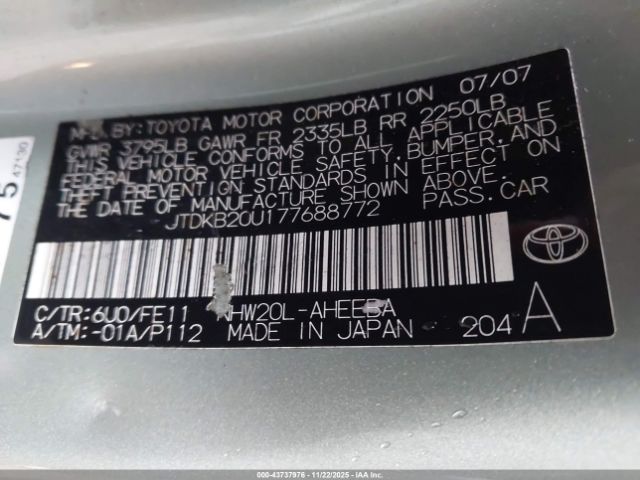 MFD BY: TOYOTA MOTOR CORPORATION 07/07
GVWR 3795LB GAWR FR 2335LB RR 2250LB
THIS VEHICLE CONFORMS TO ALL APPLICABLE
FEDERAL MOTOR VEHICLE SAFETY, BUMPER, AND
THEFT PREVENTION STANDARDS IN EFFECT ON
THE DATE OF MANUFACTURE SHOWN ABOVE.
JTDKB20U177688772 PASS. CAR
C/TR: 6U0/FE11 NHW20L-AHEEBA
A/TM: -01A/P112 MADE IN JAPAN 204 A
75
47130
000-43737976 - 11/22/2025 - IAA Inc.